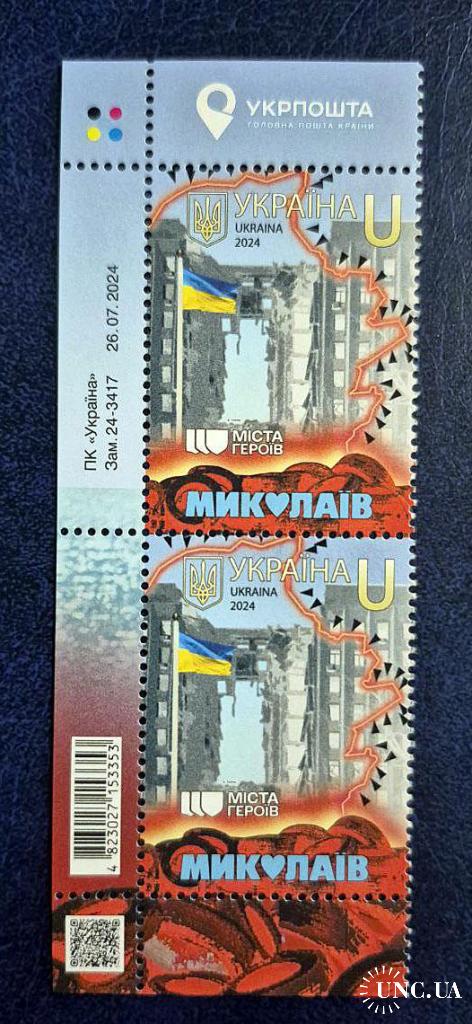 УКРПОШТА
ГОЛОВНА ПОШТА КРАЇНИ
ПК «Україна»
Зам. 24-3417 26.07.2024
УКРАЇНА U
UKRAINA
2024
МІСТА
ГЕРОЇВ
МИКОЛАЇВ
УКРАЇНА U
UKRAINA
2024
МІСТА
ГЕРОЇВ
МИКОЛАЇВ
4 823027 153353
UNC.UA